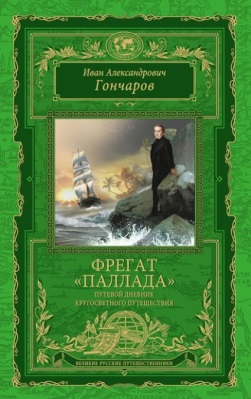 Иван Александрович
Гончаров
ФРЕГАТ
«ПАЛЛАДА»
ПУТЕВОЙ ДНЕВНИК
КРУГОСВЕТНОГО ПУТЕШЕСТВИЯ
ВЕЛИКИЕ РУССКИЕ ПУТЕШЕСТВЕННИКИ